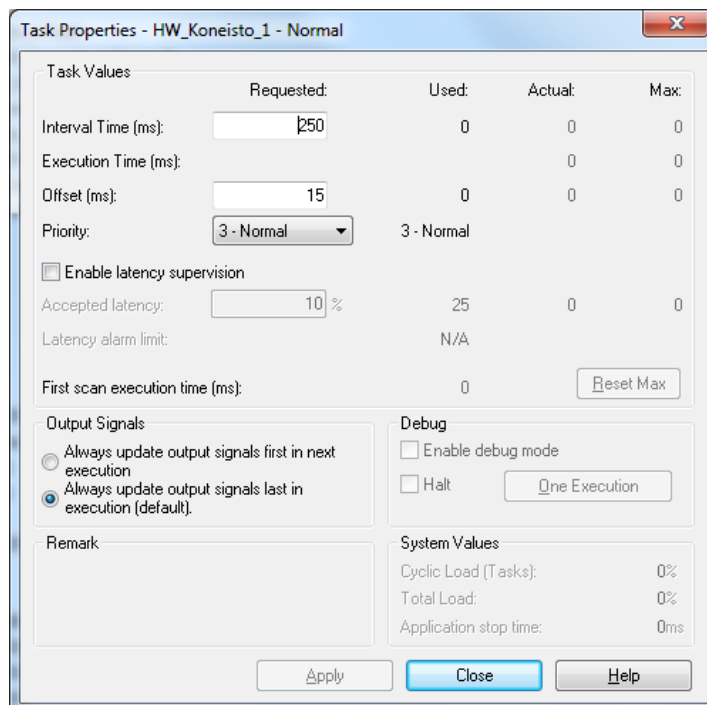 Task Properties - HW_Koneisto_1 - Normal
Task Values
Requested: Used: Actual: Max:
Interval Time (ms): 250 0 0 0
Execution Time (ms): 0 0
Offset (ms): 15 0 0 0
Priority: 3 - Normal 3 - Normal
Enable latency supervision
Accepted latency: 10 % 25 0 0
Latency alarm limit: N/A
First scan execution time (ms): 0 Reset Max
Output Signals
Always update output signals first in next
execution
Always update output signals last in
execution (default).
Debug
Enable debug mode
Halt One Execution
Remark
System Values
Cyclic Load (Tasks): 0%
Total Load: 0%
Application stop time: 0ms
Apply Close Help